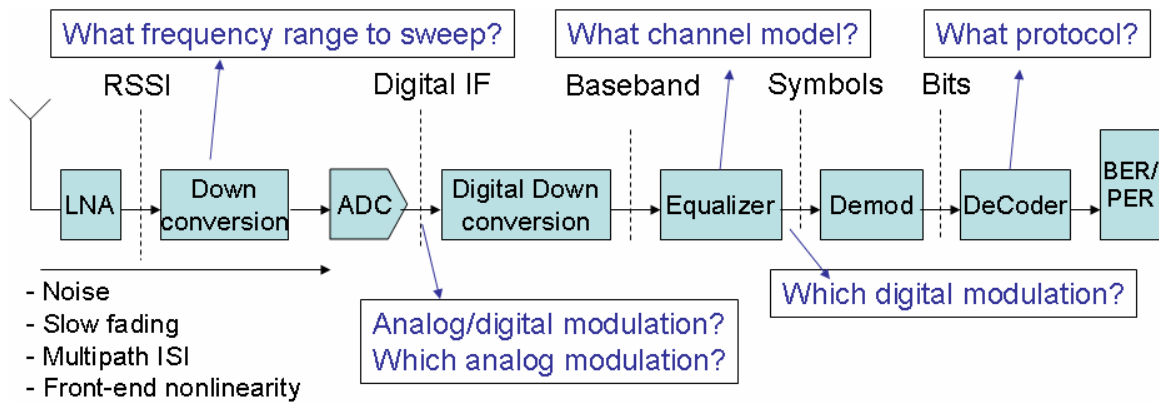 What frequency range to sweep?
What channel model?
What protocol?
RSSI
Digital IF
Baseband
Symbols
Bits
LNA
Down
conversion
ADC
Digital Down
conversion
Equalizer
Demod
DeCoder
BER/
PER
- Noise
- Slow fading
- Multipath ISI
- Front-end nonlinearity
Analog/digital modulation?
Which analog modulation?
Which digital modulation?